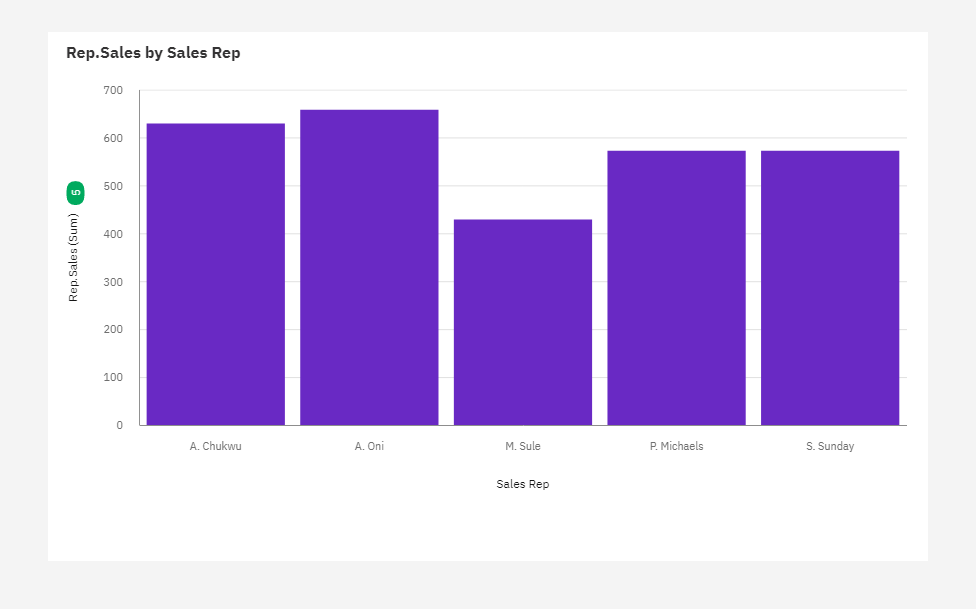 Rep.Sales by Sales Rep
700
600
500
400
300
200
100
0
Rep.Sales (Sum) 5
A. Chukwu A. Oni M. Sule P. Michaels S. Sunday
Sales Rep